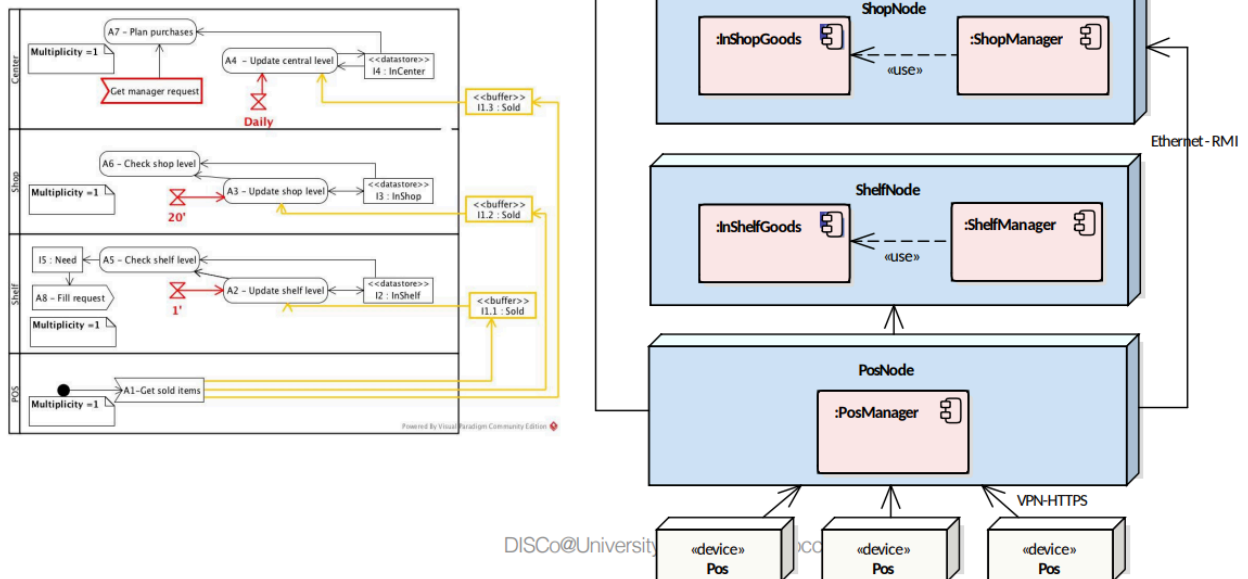 Center
A7 - Plan purchases
Multiplicity =1
Get manager request
A4 - Update central level
<<datastore>>
I4 : InCenter
Daily
<<buffer>>
I1.3 : Sold
Shop
A6 - Check shop level
Multiplicity =1
A3 - Update shop level
<<datastore>>
I3 : InShop
20'
<<buffer>>
I1.2 : Sold
Shelf
I5 : Need
A5 - Check shelf level
A8 - Fill request
A2 - Update shelf level
<<datastore>>
I2 : InShelf
1'
Multiplicity =1
<<buffer>>
I1.1 : Sold
POS
A1-Get sold items
Multiplicity =1
Powered By Visual Paradigm Community Edition
ShopNode
:InShopGoods
:ShopManager
«use»
Ethernet - RMI
ShelfNode
:InShelfGoods
:ShelfManager
«use»
PosNode
:PosManager
VPN-HTTPS
DISCo@University
«device»
Pos
«device»
Pos
«device»
Pos